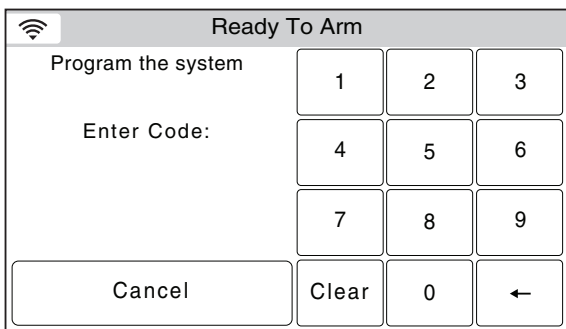 Ready To Arm
Program the system
Enter Code:
1 2 3
4 5 6
7 8 9
Cancel Clear 0 ←